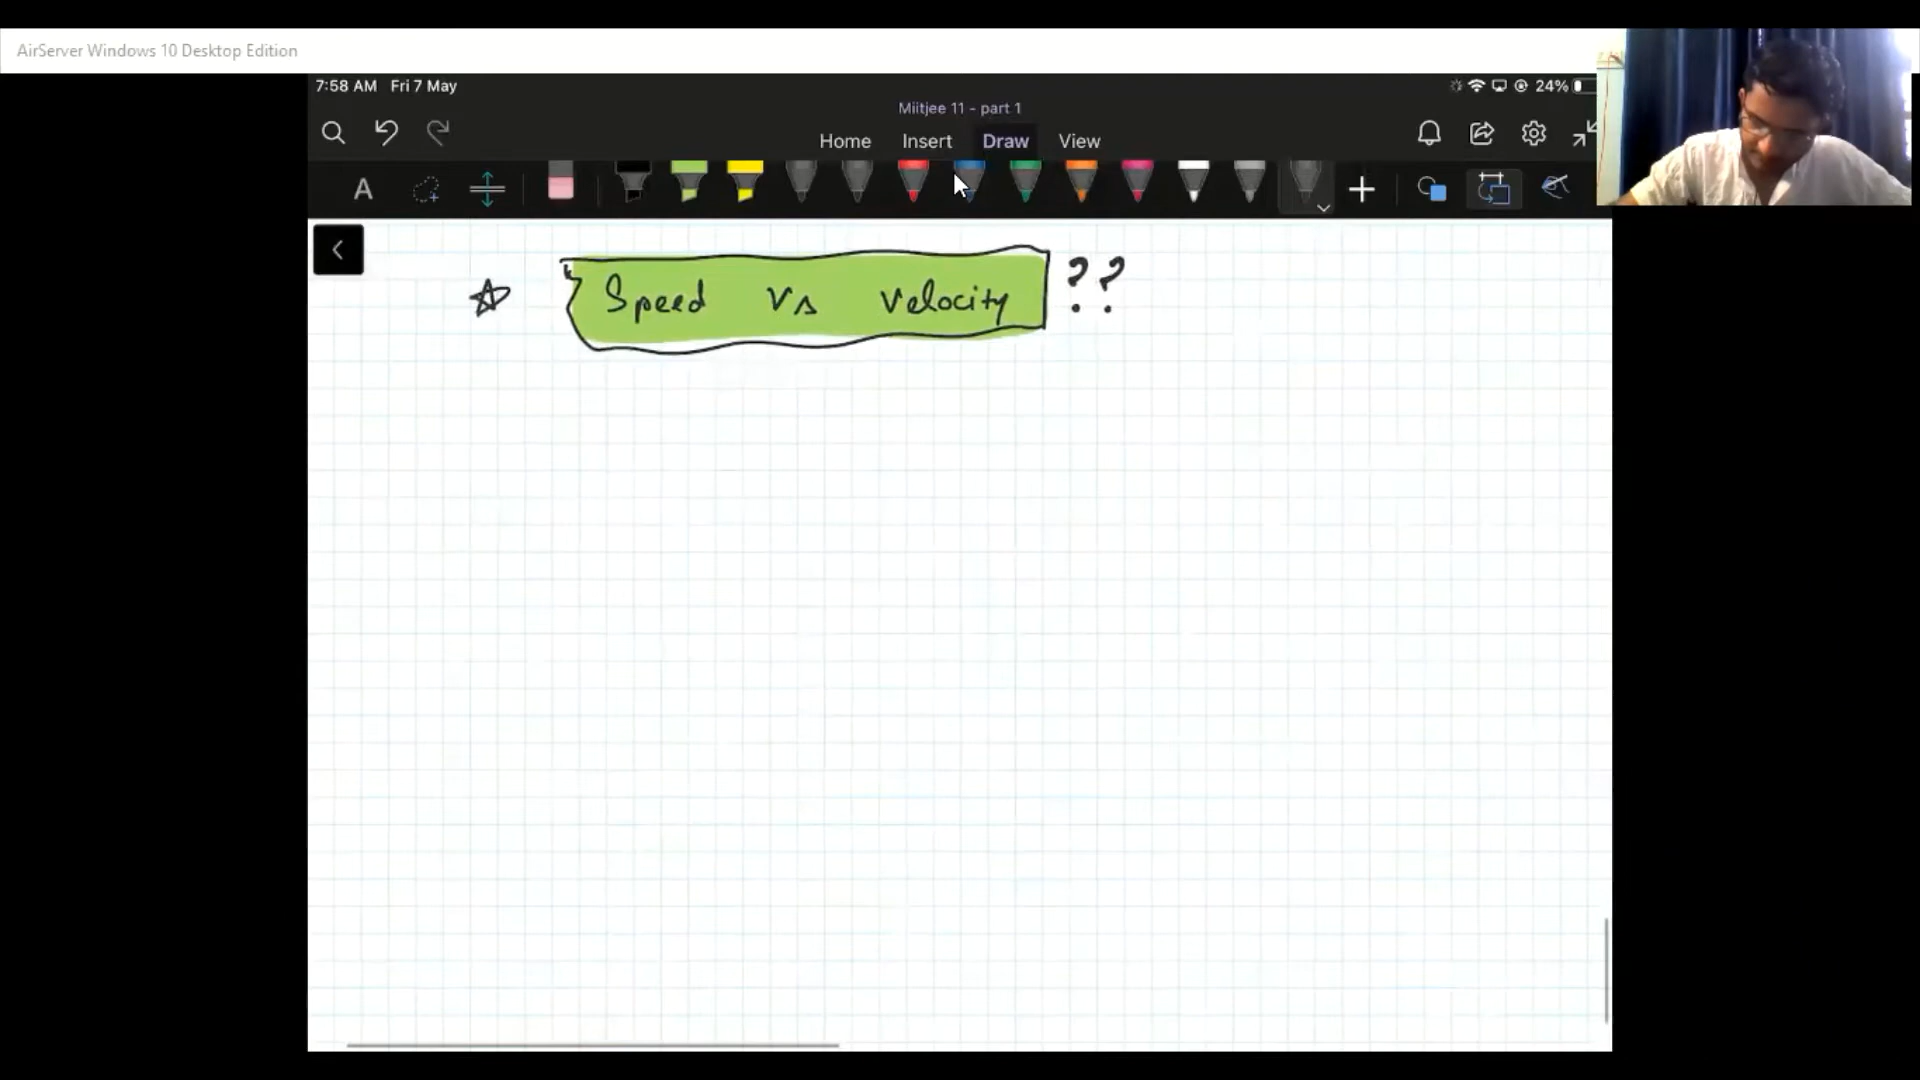 AirServer Windows 10 Desktop Edition
7:58 AM Fri 7 May
24%
Miitjee 11 - part 1
Home Insert Draw View
A
Speed Vs Velocity ??